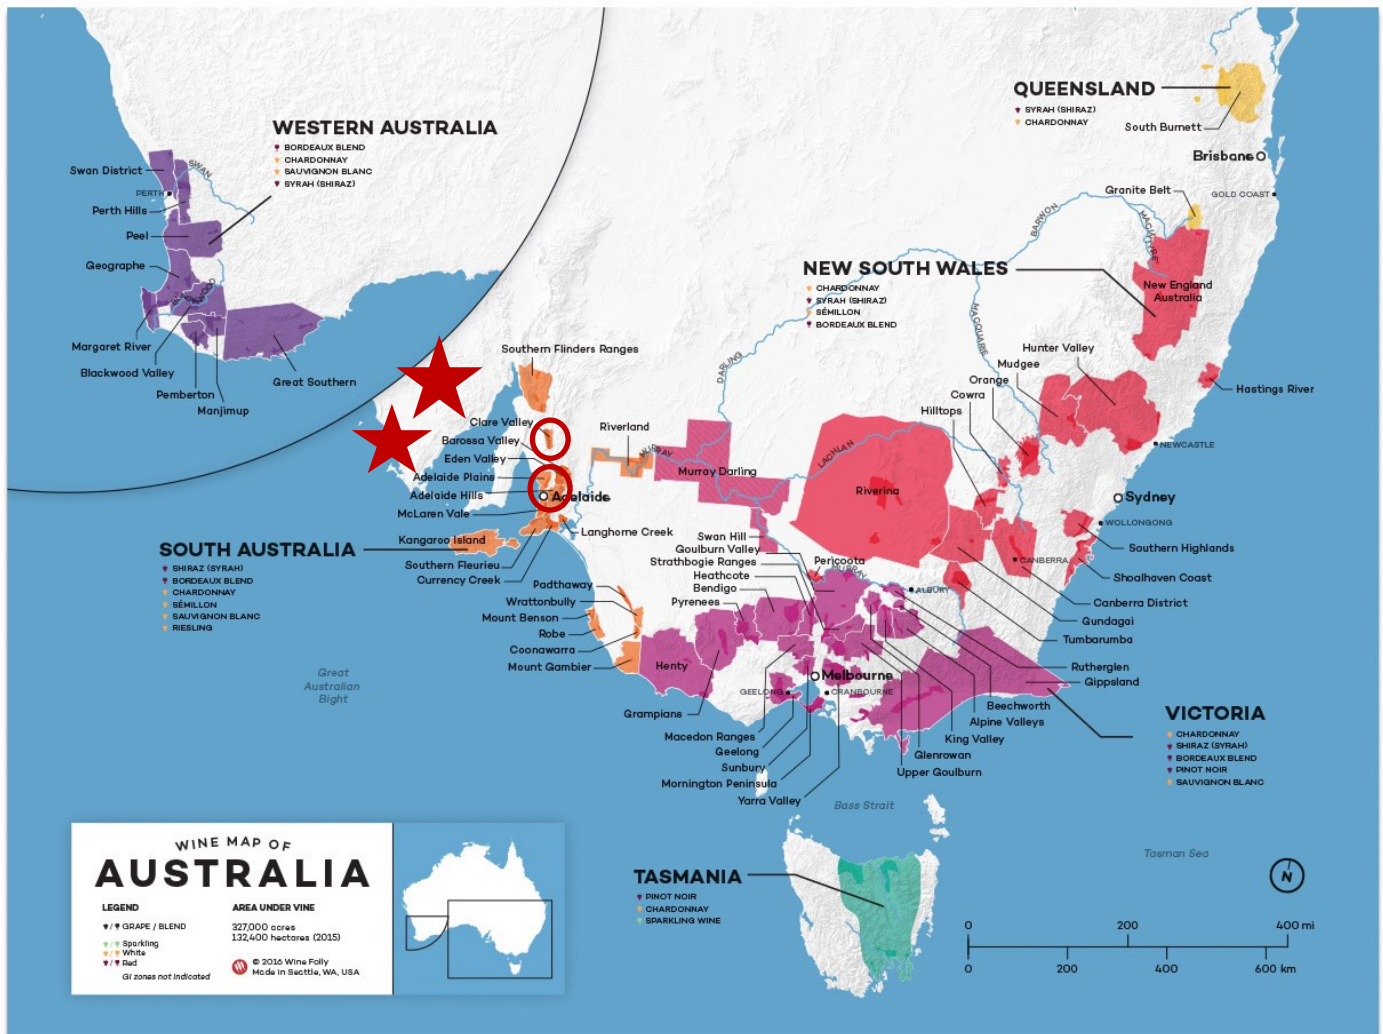 WESTERN AUSTRALIA
BORDEAUX BLEND
CHARDONNAY
SAUVIGNON BLANC
SYRAH (SHIRAZ)
Swan District
SWAN
PERTH
Perth Hills
Peel
Geographe
Margaret River
Blackwood Valley
Pemberton
Manjimup
Great Southern
QUEENSLAND
SYRAH (SHIRAZ)
CHARDONNAY
South Burnett
Brisbane
Granite Belt
GOLD COAST
BARWON
MACINTYRE
NEW SOUTH WALES
CHARDONNAY
SYRAH (SHIRAZ)
SÉMILLON
BORDEAUX BLEND
New England
Australia
MACQUARIE
DARLING
Hunter Valley
Mudgee
Orange
Cowra
Hilltops
Hastings River
NEWCASTLE
LACHLAN
Riverina
Sydney
WOLLONGONG
Southern Highlands
Shoalhaven Coast
CANBERRA
Canberra District
Gundagai
Tumbarumba
Southern Flinders Ranges
Clare Valley
Barossa Valley
Eden Valley
Adelaide Plains
Adelaide Hills
Adelaide
McLaren Vale
Riverland
MURRAY
Murray Darling
Langhorne Creek
Kangaroo Island
Southern Fleurieu
Currency Creek
SOUTH AUSTRALIA
SHIRAZ (SYRAH)
BORDEAUX BLEND
CHARDONNAY
SÉMILLON
SAUVIGNON BLANC
RIESLING
Padthaway
Wrattonbully
Mount Benson
Robe
Coonawarra
Mount Gambier
Great
Australian
Bight
Swan Hill
Goulburn Valley
Strathbogie Ranges
Heathcote
Bendigo
Pyrenees
Pericoota
MURRAY
ALBURY
Henty
Grampians
Melbourne
GEELONG
CRANBOURNE
Macedon Ranges
Geelong
Sunbury
Mornington Peninsula
Yarra Valley
Rutherglen
Gippsland
Beechworth
Alpine Valleys
King Valley
Glenrowan
Upper Goulburn
VICTORIA
CHARDONNAY
SHIRAZ (SYRAH)
BORDEAUX BLEND
PINOT NOIR
SAUVIGNON BLANC
Bass Strait
Tasman Sea
TASMANIA
PINOT NOIR
CHARDONNAY
SPARKLING WINE
N
0 200 400 mi
0 200 400 600 km
WINE MAP OF
AUSTRALIA
LEGEND
GRAPE / BLEND
Sparkling
White
Red
GI zones not indicated
AREA UNDER VINE
327,000 acres
132,400 hectares (2015)
© 2016 Wine Folly
Made in Seattle, WA, USA